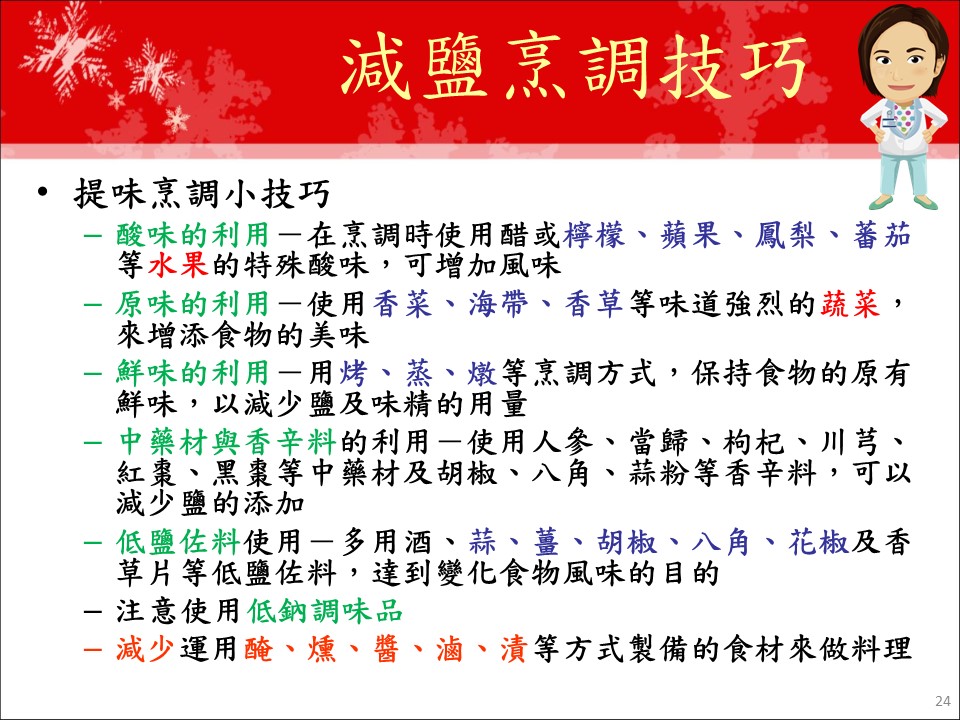 減鹽烹調技巧
• 提味烹調小技巧
– 酸味的利用－在烹調時使用醋或檸檬、蘋果、鳳梨、蕃茄
等水果的特殊酸味，可增加風味
– 原味的利用－使用香菜、海帶、香草等味道強烈的蔬菜，
來增添食物的美味
– 鮮味的利用－用烤、蒸、燉等烹調方式，保持食物的原有
鮮味，以減少鹽及味精的用量
– 中藥材與香辛料的利用－使用人參、當歸、枸杞、川芎、
紅棗、黑棗等中藥材及胡椒、八角、蒜粉等香辛料，可以
減少鹽的添加
– 低鹽佐料使用－多用酒、蒜、薑、胡椒、八角、花椒及香
草片等低鹽佐料，達到變化食物風味的目的
– 注意使用低鈉調味品
– 減少運用醃、燻、醬、滷、漬等方式製備的食材來做料理
24